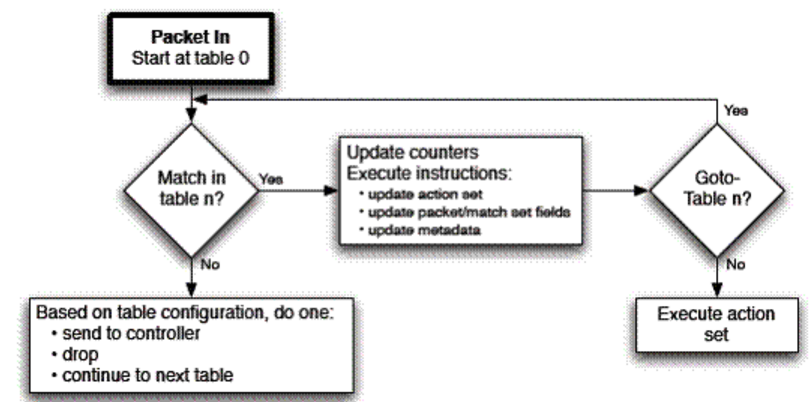 Packet In
Start at table 0
Match in
table n?
Yes
Update counters
Execute instructions:
• update action set
• update packet/match set fields
• update metadata
Goto-
Table n?
Yes
No
No
Based on table configuration, do one:
• send to controller
• drop
• continue to next table
Execute action
set